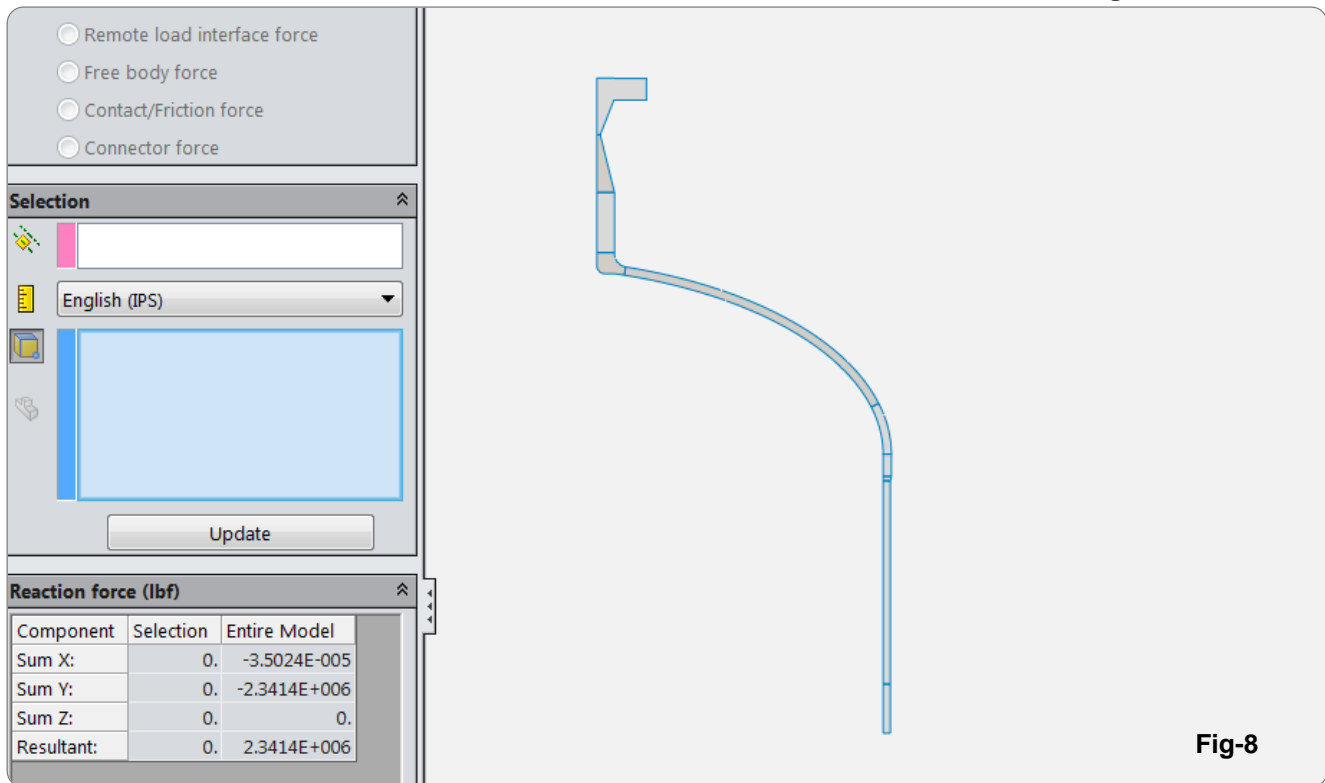 Remote load interface force
Free body force
Contact/Friction force
Connector force
Selection
English (IPS)
Update
Reaction force (lbf)
Component Selection Entire Model
Sum X: 0. -3.5024E-005
Sum Y: 0. -2.3414E+006
Sum Z: 0. 0.
Resultant: 0. 2.3414E+006
Fig-8